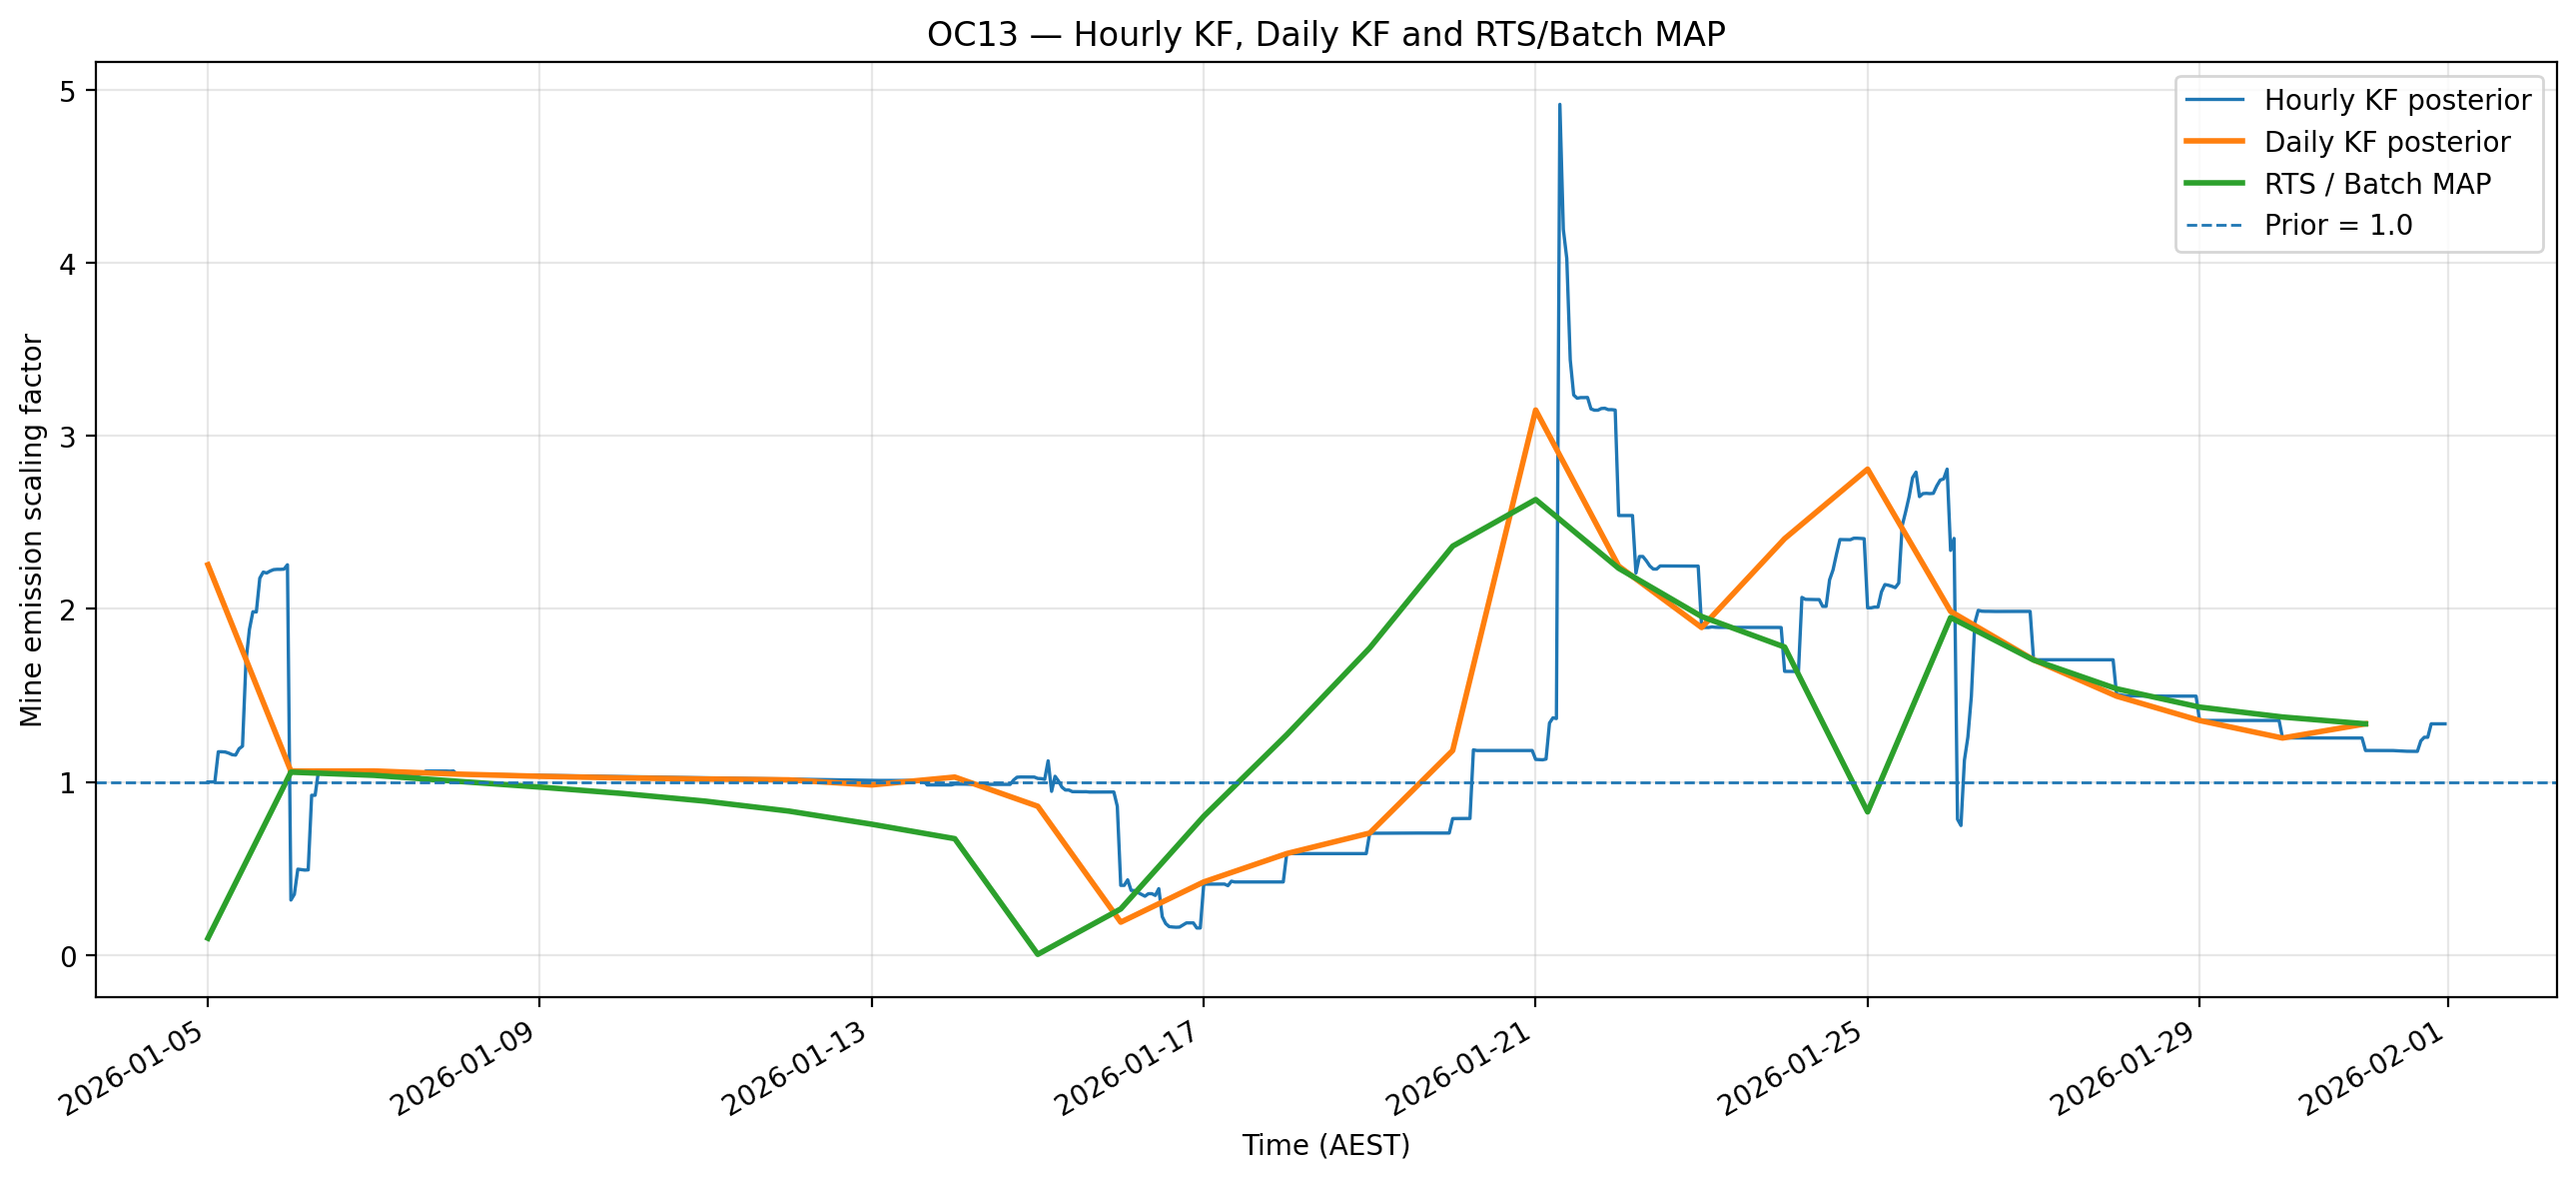 OC13 — Hourly KF, Daily KF and RTS/Batch MAP
5
4
3
2
1
0
Mine emission scaling factor
Hourly KF posterior
Daily KF posterior
RTS / Batch MAP
Prior = 1.0
2026-01-05
2026-01-09
2026-01-13
2026-01-17
2026-01-21
2026-01-25
2026-01-29
2026-02-01
Time (AEST)